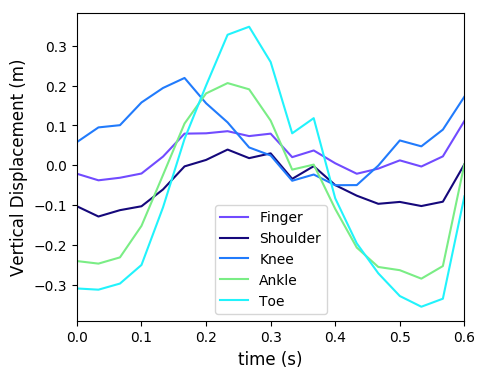 Vertical Displacement (m)
0.3
0.2
0.1
0.0
−0.1
−0.2
−0.3
Finger
Shoulder
Knee
Ankle
Toe
0.0 0.1 0.2 0.3 0.4 0.5 0.6
time (s)